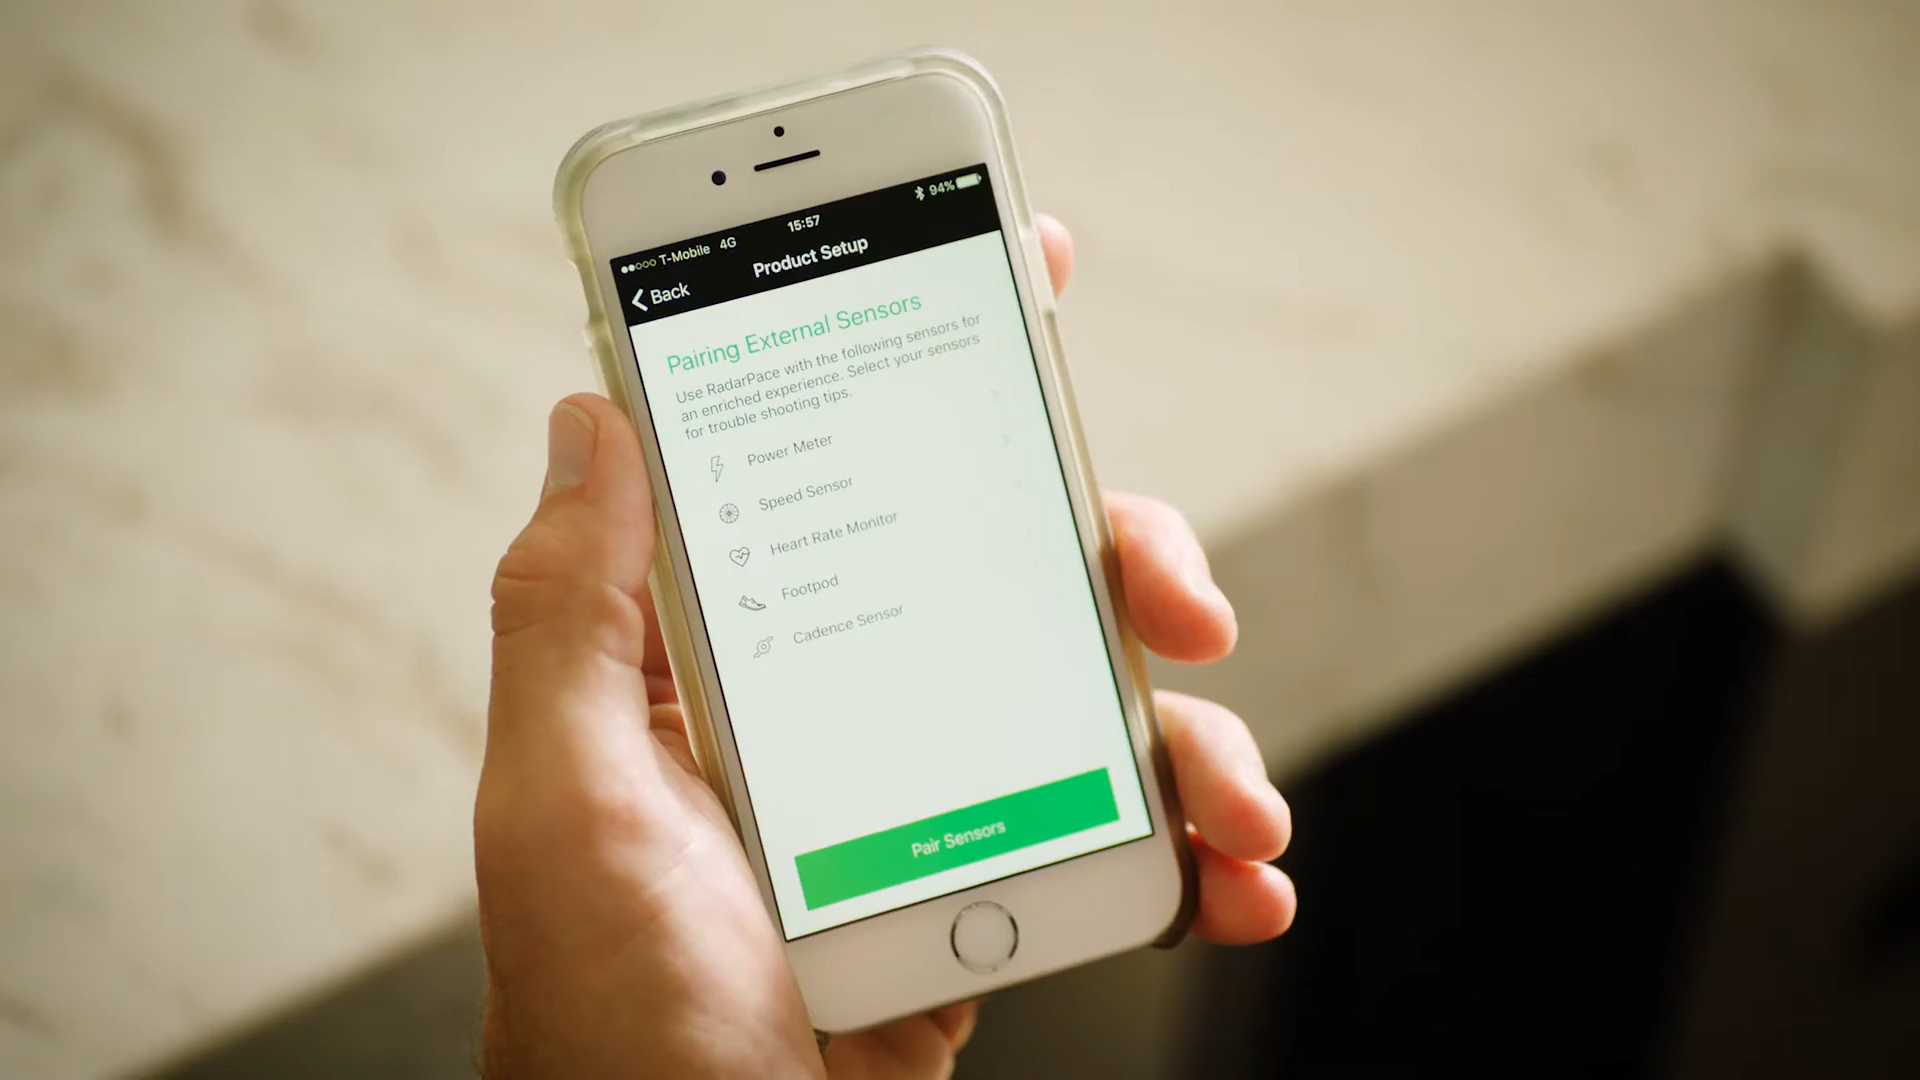 T-Mobile 4G 15:57 94%
Back Product Setup
Pairing External Sensors
Use RadarPace with the following sensors for
an enriched experience. Select your sensors
for trouble shooting tips.
Power Meter
Speed Sensor
Heart Rate Monitor
Footpod
Cadence Sensor
Pair Sensors